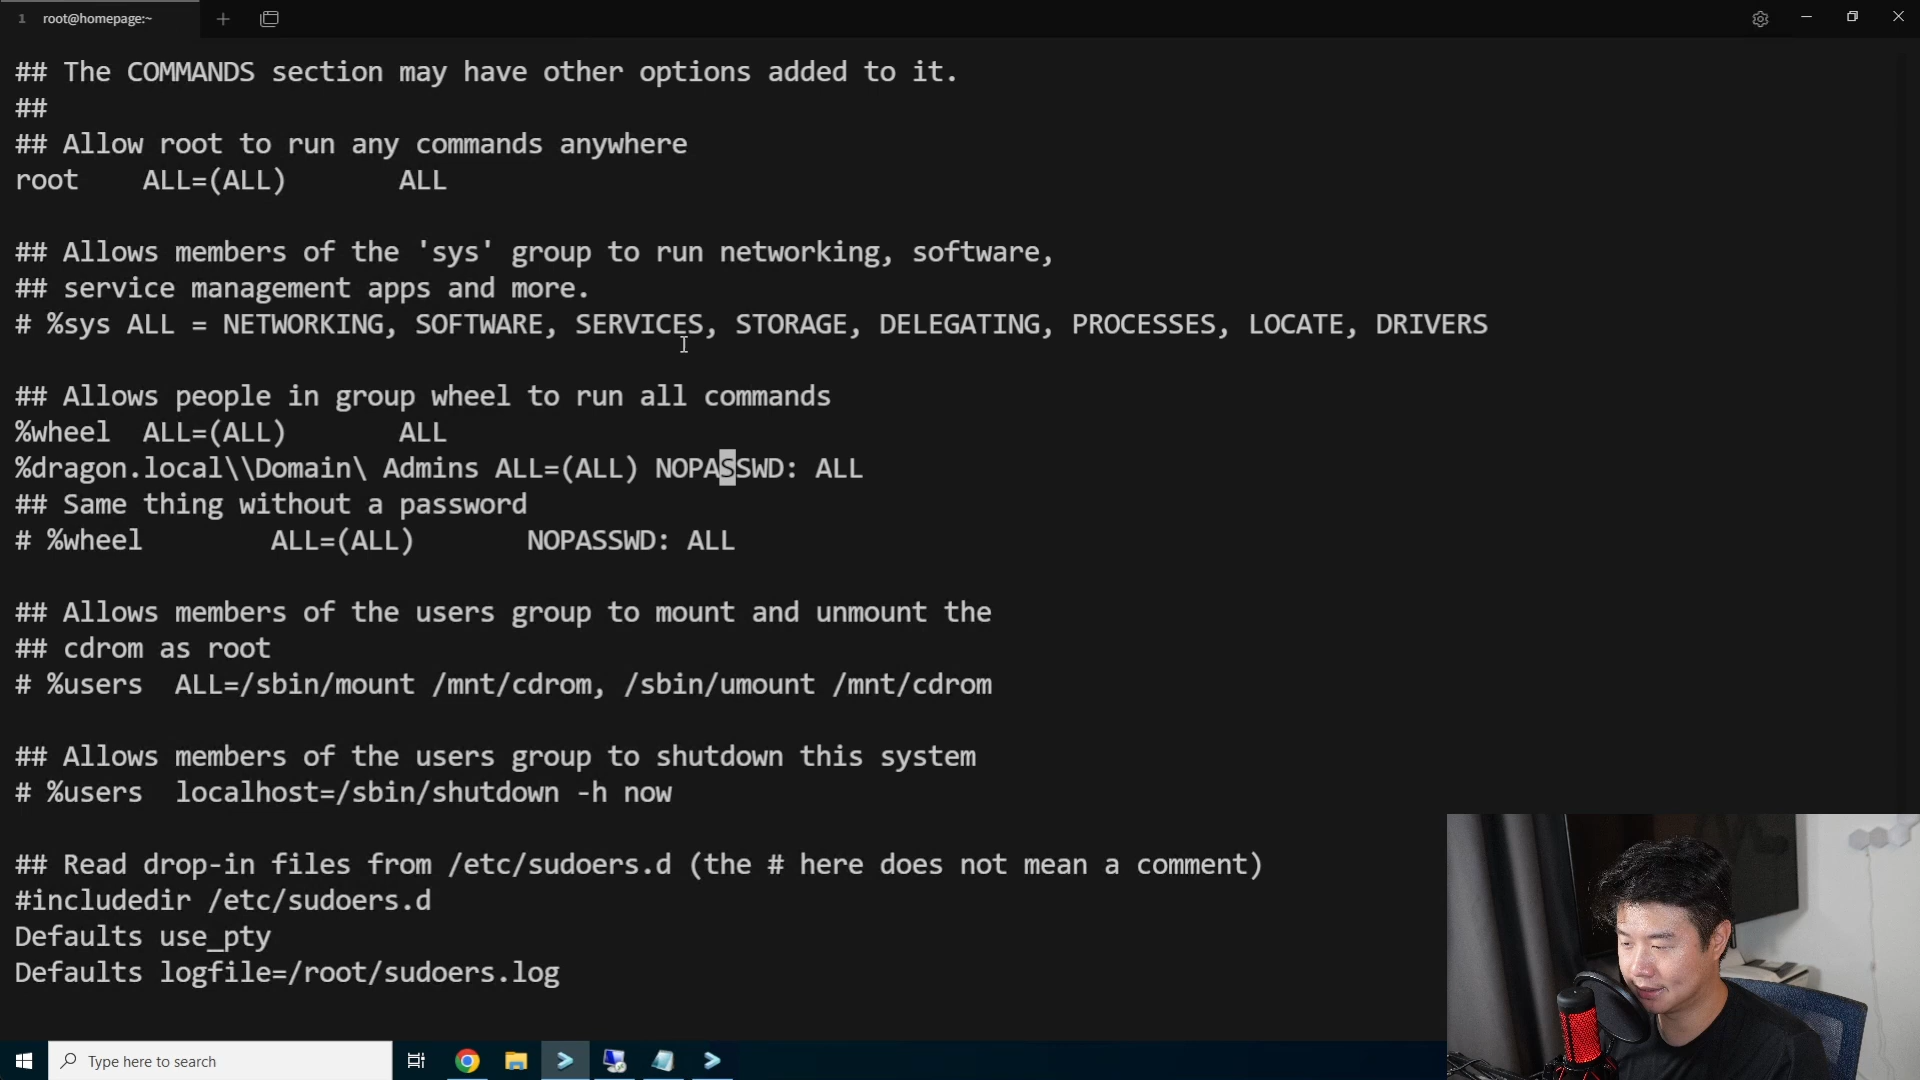 1 root@homepage:~
## The COMMANDS section may have other options added to it.
##
## Allow root to run any commands anywhere
root    ALL=(ALL)       ALL
## Allows members of the 'sys' group to run networking, software,
## service management apps and more.
# %sys ALL = NETWORKING, SOFTWARE, SERVICES, STORAGE, DELEGATING, PROCESSES, LOCATE, DRIVERS
## Allows people in group wheel to run all commands
%wheel  ALL=(ALL)       ALL
%dragon.local\\Domain\ Admins ALL=(ALL) NOPASSWD: ALL
## Same thing without a password
# %wheel        ALL=(ALL)       NOPASSWD: ALL
## Allows members of the users group to mount and unmount the
## cdrom as root
# %users  ALL=/sbin/mount /mnt/cdrom, /sbin/umount /mnt/cdrom
## Allows members of the users group to shutdown this system
# %users  localhost=/sbin/shutdown -h now
## Read drop-in files from /etc/sudoers.d (the # here does not mean a comment)
#includedir /etc/sudoers.d
Defaults use_pty
Defaults logfile=/root/sudoers.log
Type here to search